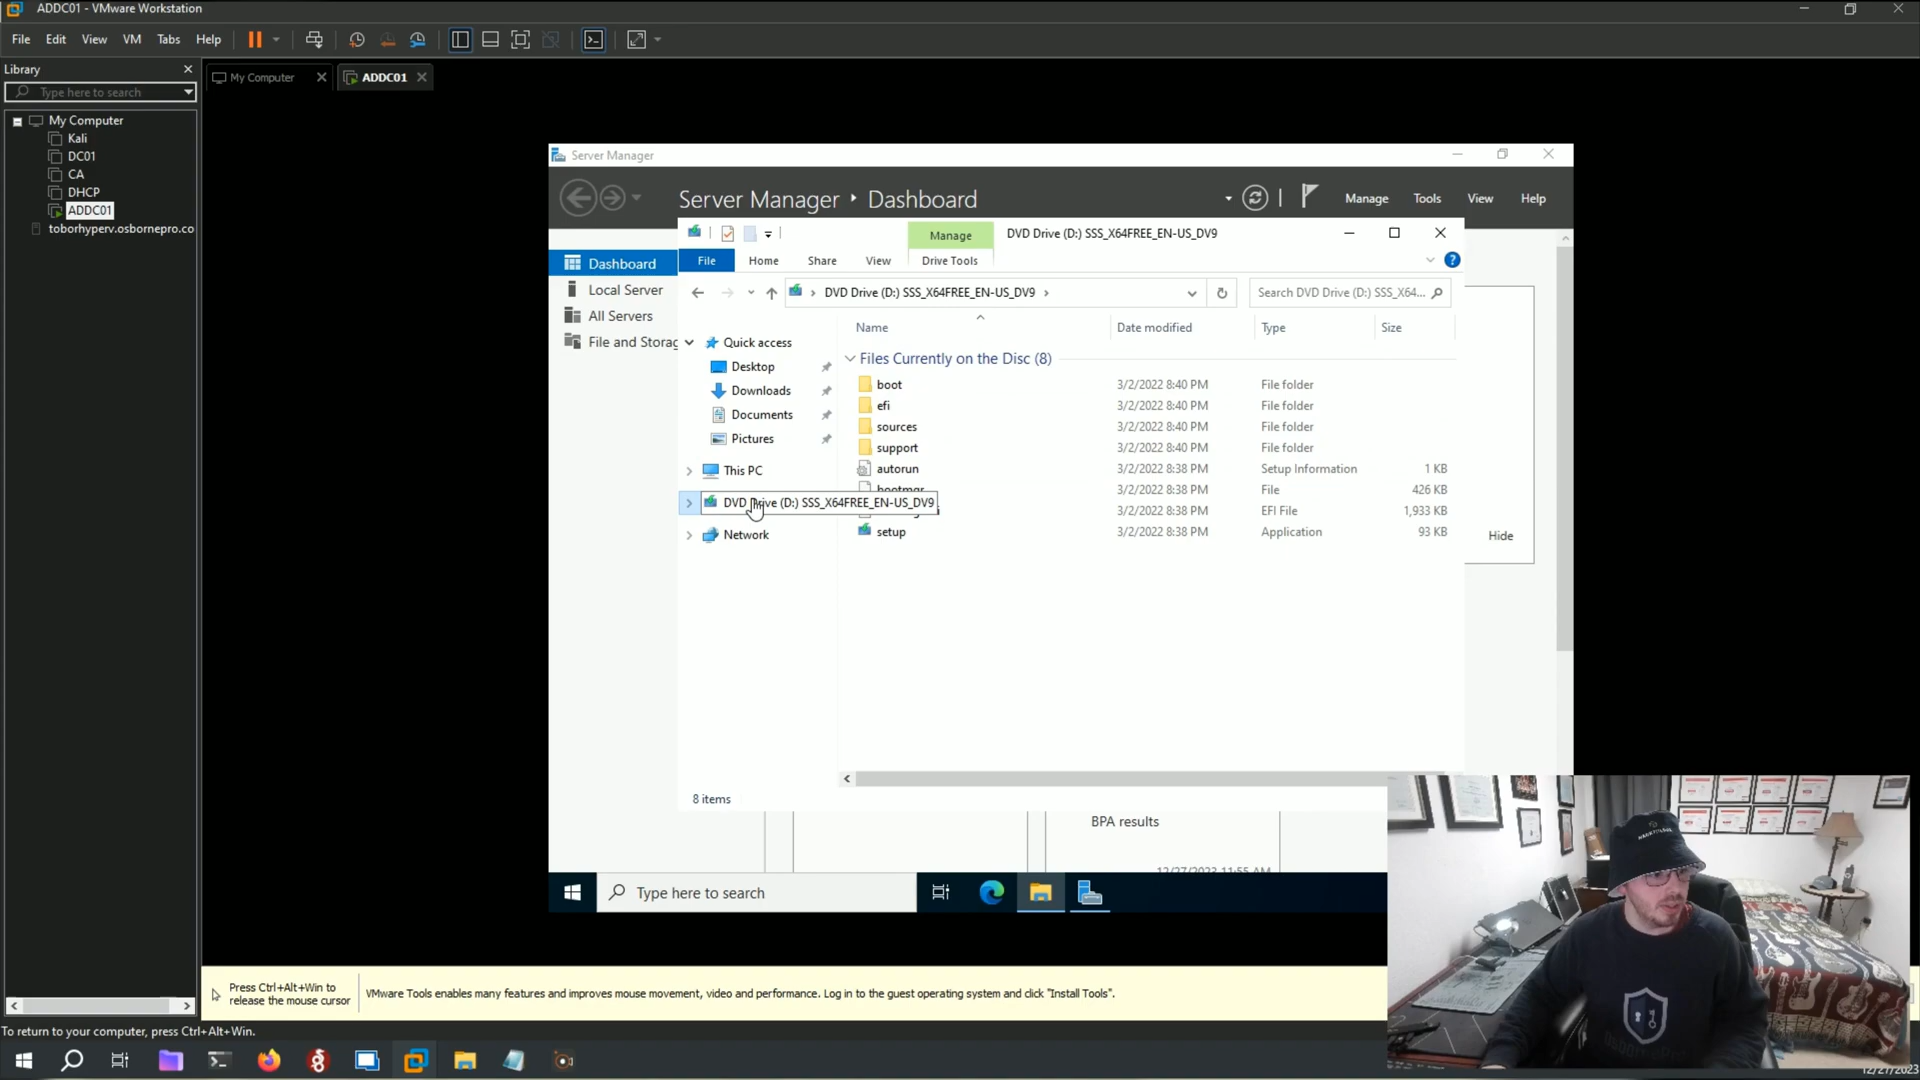 ADDC01 - VMware Workstation
File Edit View VM Tabs Help
Library
Type here to search
My Computer
Kali
DC01
CA
DHCP
ADDC01
toborhyperv.osbornepro.co
My Computer
ADDC01
Server Manager
Server Manager Dashboard
Manage Tools View Help
Dashboard
Local Server
All Servers
File and Storag
Manage
DVD Drive (D:) SSS_X64FREE_EN-US_DV9
File Home Share View Drive Tools
DVD Drive (D:) SSS_X64FREE_EN-US_DV9
Search DVD Drive (D:) SSS_X64...
Quick access
Desktop
Downloads
Documents
Pictures
This PC
DVD Drive (D:) SSS_X64FREE_EN-US_DV9
Network
Name Date modified Type Size
Files Currently on the Disc (8)
boot 3/2/2022 8:40 PM File folder
efi 3/2/2022 8:40 PM File folder
sources 3/2/2022 8:40 PM File folder
support 3/2/2022 8:40 PM File folder
autorun 3/2/2022 8:38 PM Setup Information 1 KB
bootmgr 3/2/2022 8:38 PM File 426 KB
3/2/2022 8:38 PM EFI File 1,933 KB
setup 3/2/2022 8:38 PM Application 93 KB
Hide
8 items
BPA results
12/27/2023 11:55 AM
Type here to search
Press Ctrl+Alt+Win to
release the mouse cursor
VMware Tools enables many features and improves mouse movement, video and performance. Log in to the guest operating system and click "Install Tools".
To return to your computer, press Ctrl+Alt+Win.
12/27/2023